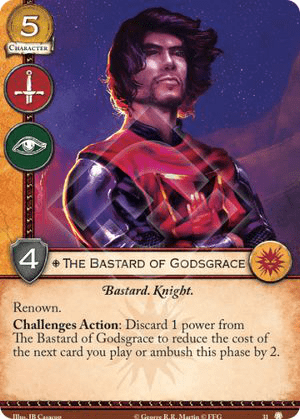 5
CHARACTER
4
THE BASTARD OF GODSGRACE
Bastard. Knight.
Renown.
Challenges Action: Discard 1 power from
The Bastard of Godsgrace to reduce the cost of
the next card you play or ambush this phase by 2.
Illus. JB Casacop
© George R.R. Martin © FFG
11